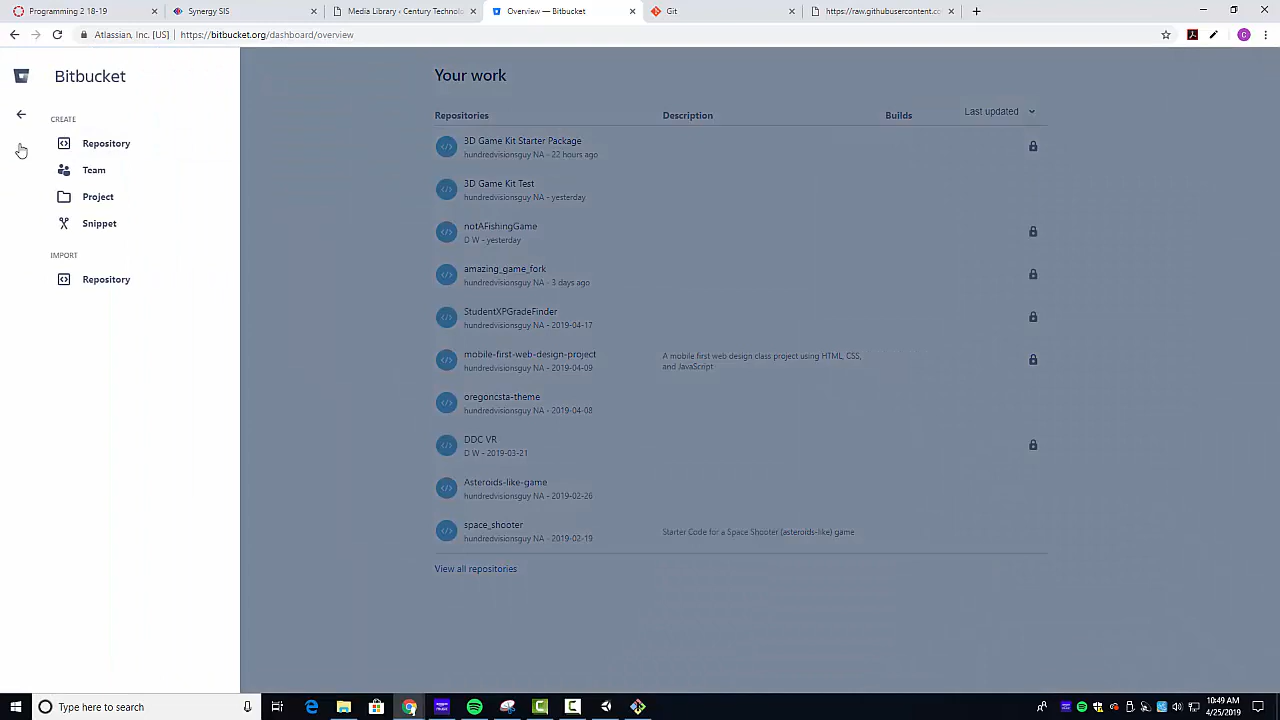 Programming 2 18-19
Synergy SIS
Media Library ‹ Century Technolo
Overview — Bitbucket
Git
https://raw.githubusercontent.co
Atlassian, Inc. [US]
https://bitbucket.org/dashboard/overview
C
Bitbucket
CREATE
Repository
Team
Project
Snippet
IMPORT
Repository
Your work
Last updated
Repositories
Description
Builds
3D Game Kit Starter Package
hundredvisionsguy NA - 22 hours ago
3D Game Kit Test
hundredvisionsguy NA - yesterday
notAFishingGame
D W - yesterday
amazing_game_fork
hundredvisionsguy NA - 3 days ago
StudentXPGradeFinder
hundredvisionsguy NA - 2019-04-17
mobile-first-web-design-project
hundredvisionsguy NA - 2019-04-09
A mobile first web design class project using HTML, CSS,
and JavaScript
oregoncsta-theme
hundredvisionsguy NA - 2019-04-08
DDC VR
D W - 2019-03-21
Asteroids-like-game
hundredvisionsguy NA - 2019-02-26
space_shooter
hundredvisionsguy NA - 2019-02-19
Starter Code for a Space Shooter (asteroids-like) game
View all repositories
Type here to search
10:49 AM
4/25/2019